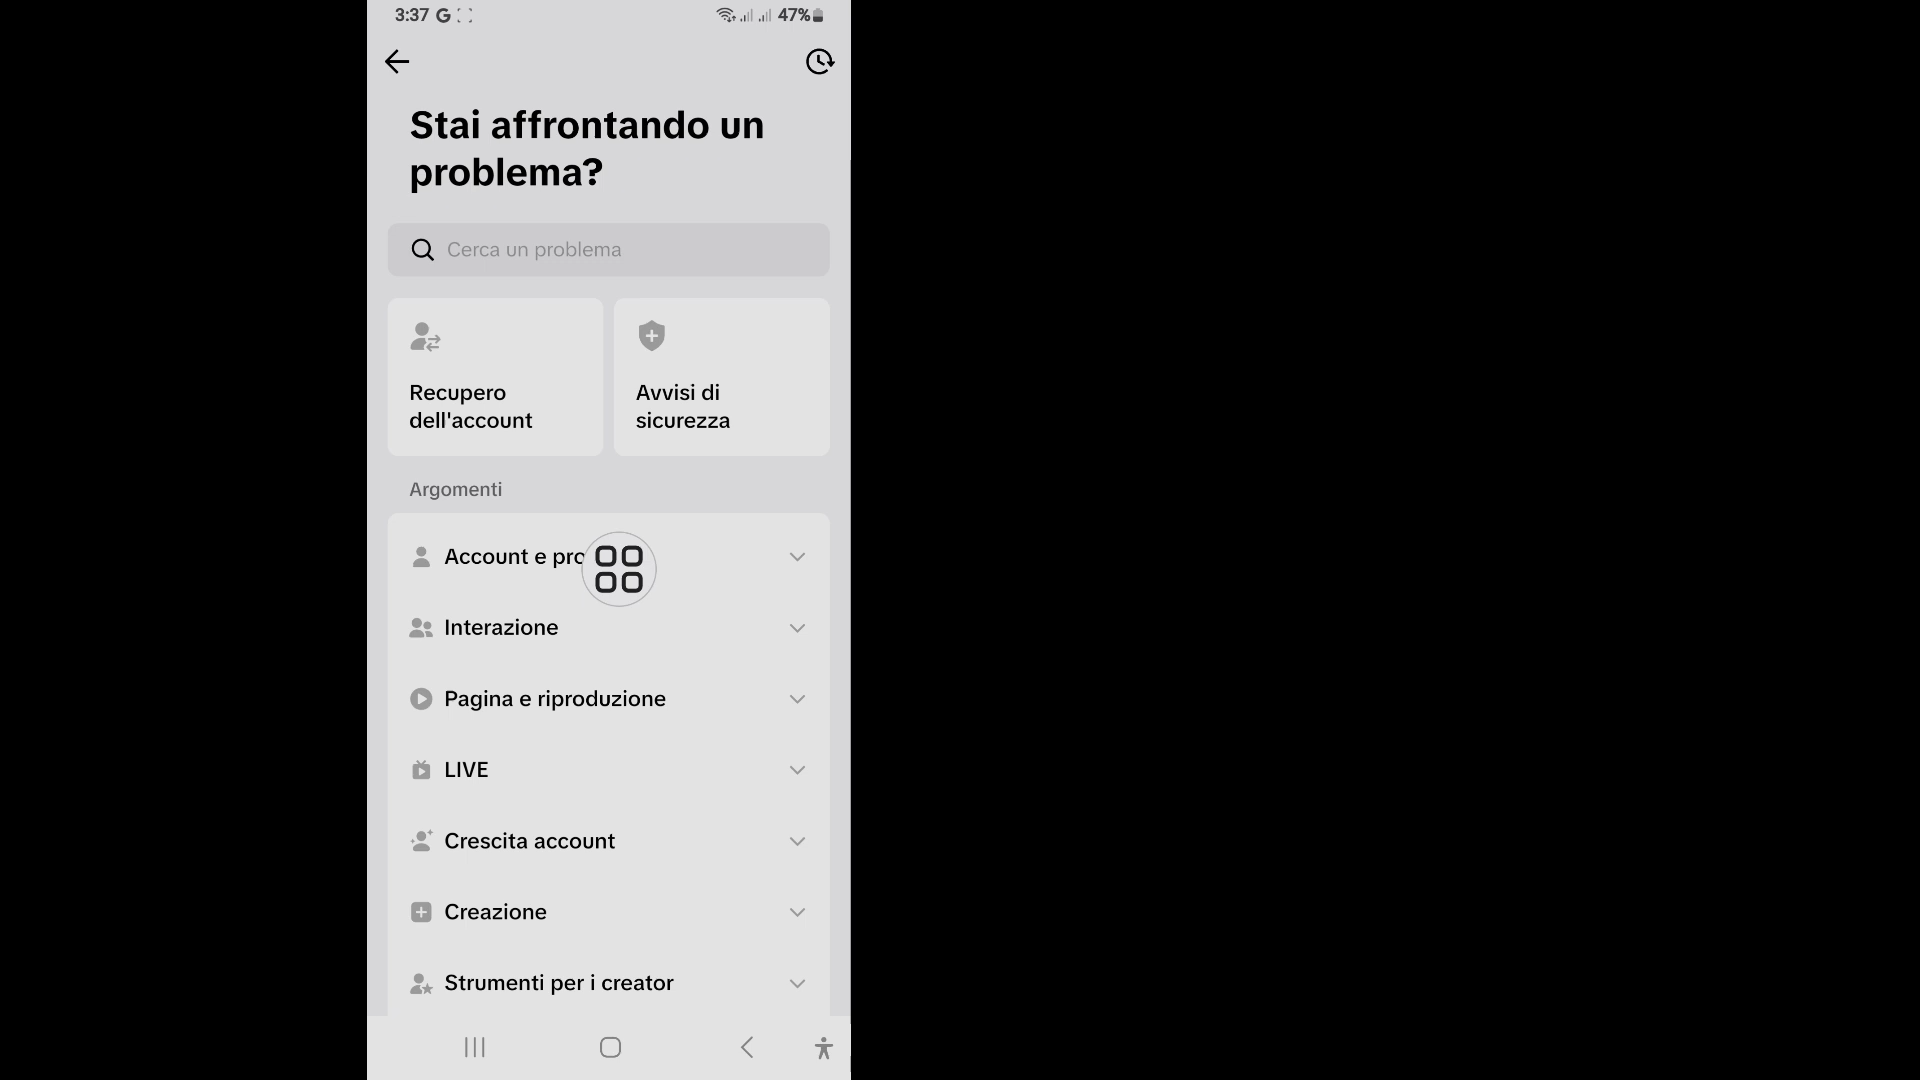 3:37 G 47%
Stai affrontando un
problema?
Cerca un problema
Recupero
dell'account
Avvisi di
sicurezza
Argomenti
Account e
Interazione
Pagina e riproduzione
LIVE
Crescita account
Creazione
Strumenti per i creator